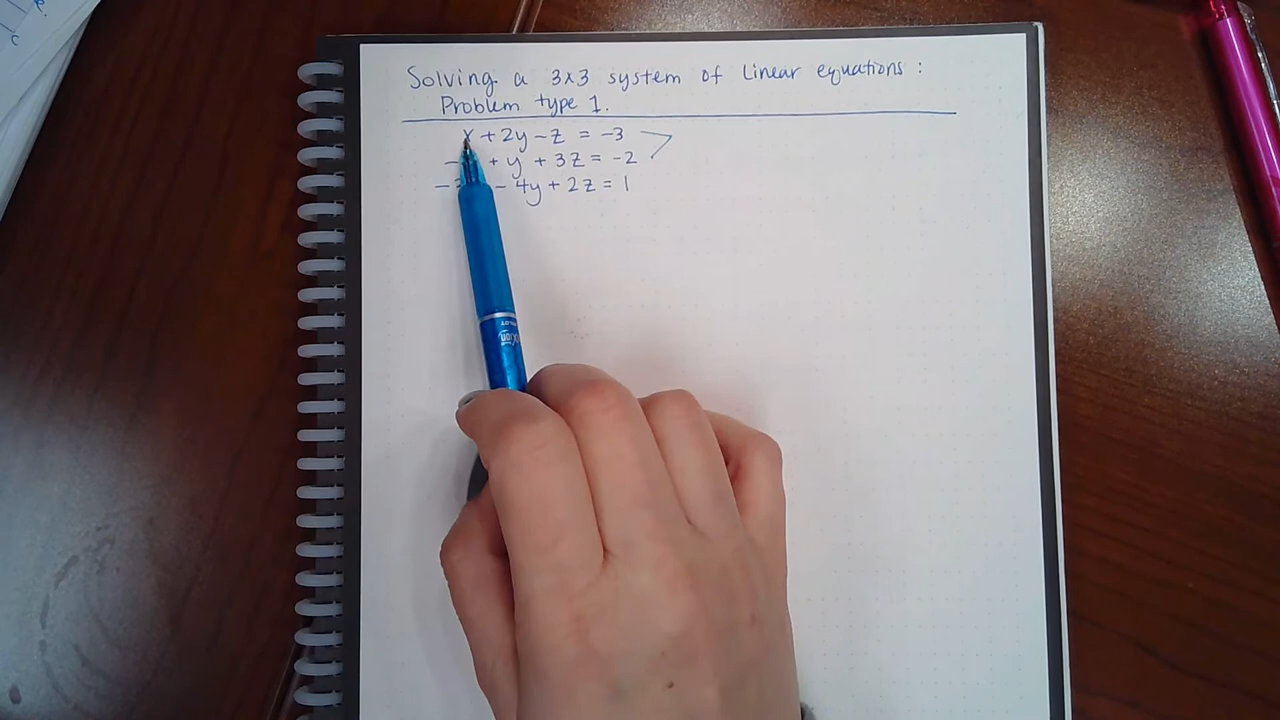 Solving a 3x3 system of linear equations :
Problem type 1.
x + 2y - z = -3
- + y + 3z = -2
- - 4y + 2z = 1